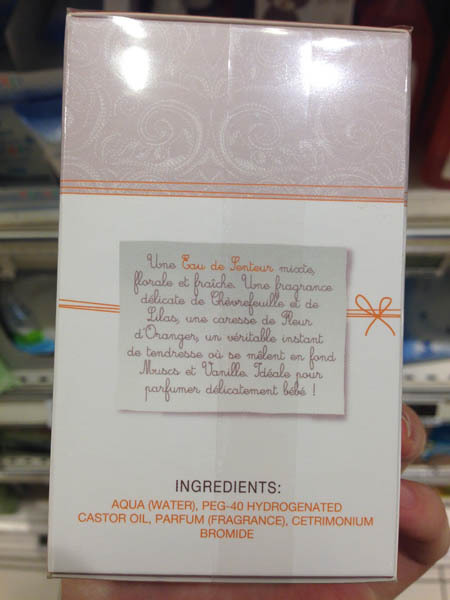 Une Eau de Senteur mixte,
florale et fraîche. Une fragrance
délicate de Chèvrefeuille et de
Lilas, une caresse de Fleur
d'Oranger, un véritable instant
de tendresse où se mêlent en fond
Muscs et Vanille. Idéale pour
parfumer délicatement bébé !
INGREDIENTS:
AQUA (WATER), PEG-40 HYDROGENATED
CASTOR OIL, PARFUM (FRAGRANCE), CETRIMONIUM
BROMIDE